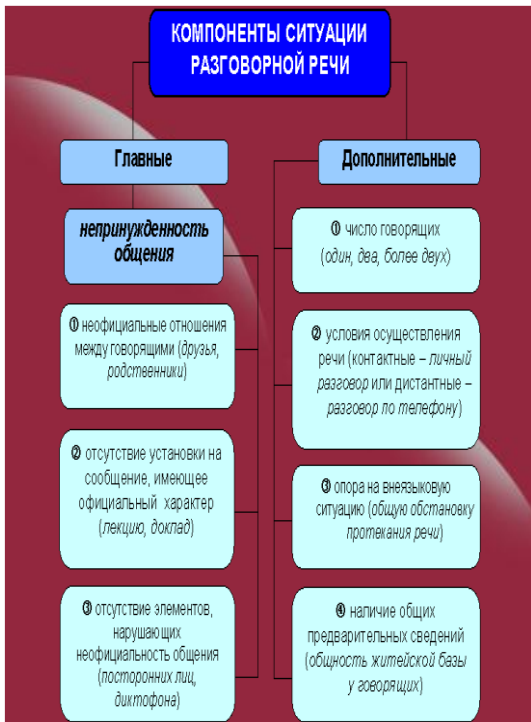 КОМПОНЕНТЫ СИТУАЦИИ
РАЗГОВОРНОЙ РЕЧИ
Главные
непринужденность
общения
① неофициальные отношения
между говорящими (друзья,
родственники)
② отсутствие установки на
сообщение, имеющее
официальный характер
(лекцию, доклад)
③ отсутствие элементов,
нарушающих
неофициальность общения
(посторонних лиц,
диктофона)
Дополнительные
① число говорящих
(один, два, более двух)
② условия осуществления
речи (контактные – личный
разговор или дистантные –
разговор по телефону)
③ опора на внеязыковую
ситуацию (общую обстановку
протекания речи)
④ наличие общих
предварительных сведений
(общность житейской базы
у говорящих)